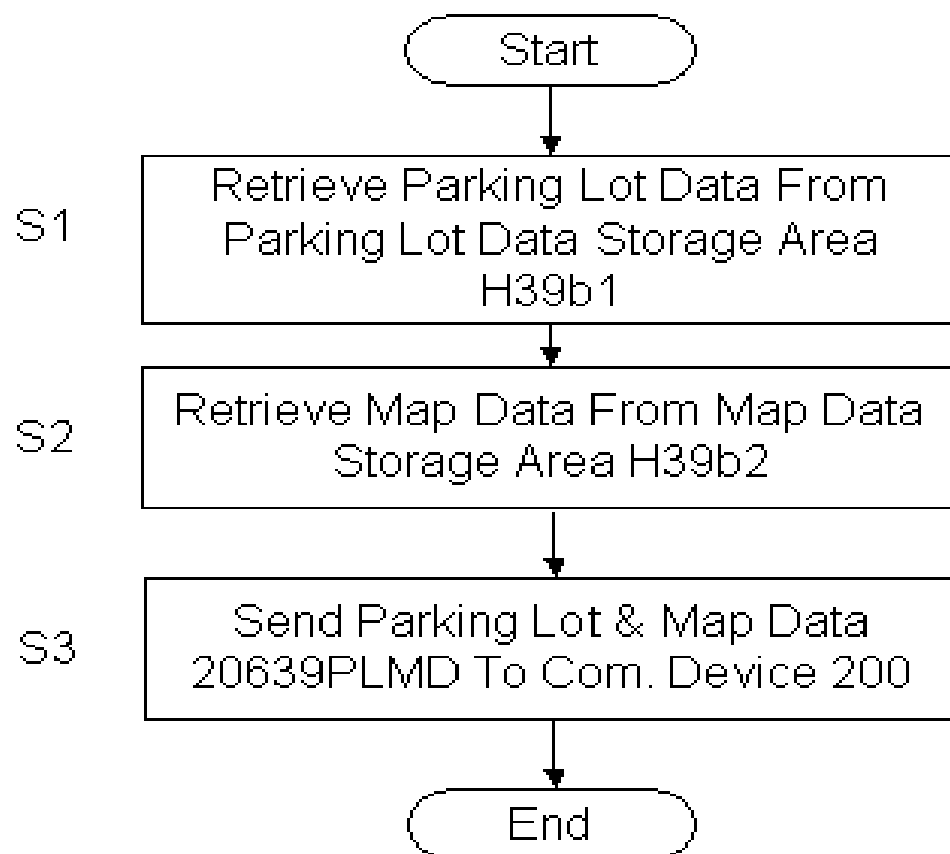 Start
S1
Retrieve Parking Lot Data From
Parking Lot Data Storage Area
H39b1
S2
Retrieve Map Data From Map Data
Storage Area H39b2
S3
Send Parking Lot & Map Data
20639PLMD To Com. Device 200
End